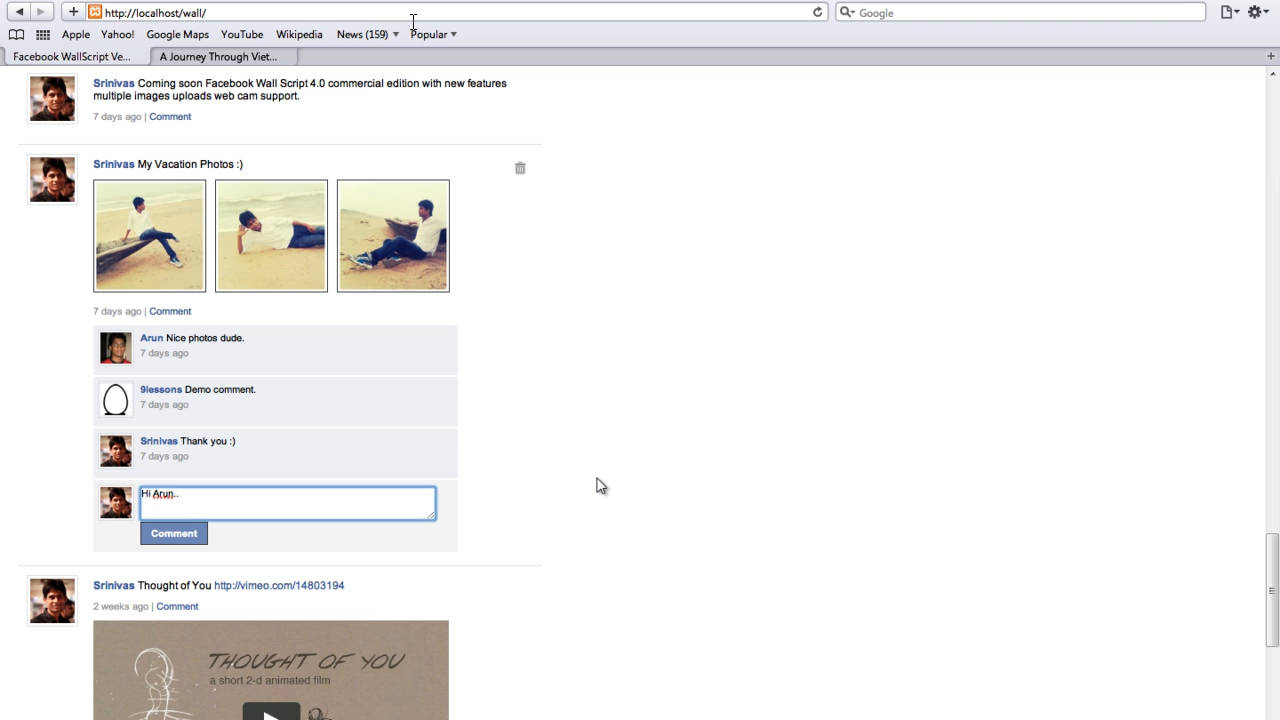 http://localhost/wall/
Google
Apple Yahoo! Google Maps YouTube Wikipedia News (159) Popular
Facebook WallScript Ve... A Journey Through Viet...
Srinivas Coming soon Facebook Wall Script 4.0 commercial edition with new features
multiple images uploads web cam support.
7 days ago | Comment
Srinivas My Vacation Photos :)
7 days ago | Comment
Arun Nice photos dude.
7 days ago
9lessons Demo comment.
7 days ago
Srinivas Thank you :)
7 days ago
Hi Arun..
Comment
Srinivas Thought of You http://vimeo.com/14803194
2 weeks ago | Comment
THOUGHT OF YOU
a short 2-d animated film